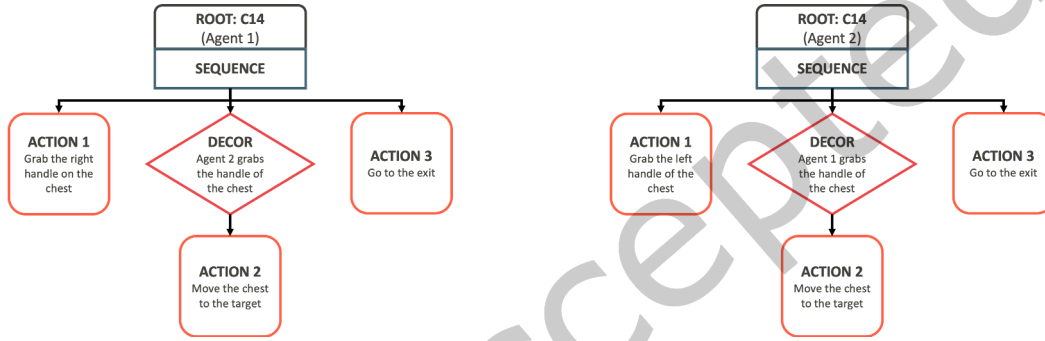 ROOT: C14
(Agent 1)
SEQUENCE
ACTION 1
Grab the right
handle on the
chest
DECOR
Agent 2 grabs
the handle of
the chest
ACTION 3
Go to the exit
ACTION 2
Move the chest
to the target
ROOT: C14
(Agent 2)
SEQUENCE
ACTION 1
Grab the left
handle of the
chest
DECOR
Agent 1 grabs
the handle of
the chest
ACTION 3
Go to the exit
ACTION 2
Move the chest
to the target
ccepted